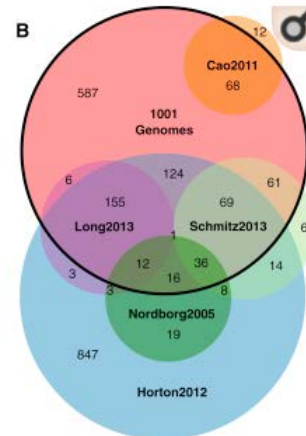 B
12
Cao2011
68
587
1001
Genomes
124
6
61
155
69
6
Long2013
1
Schmitz2013
12
36
3
16
14
3
8
Nordborg2005
19
847
Horton2012